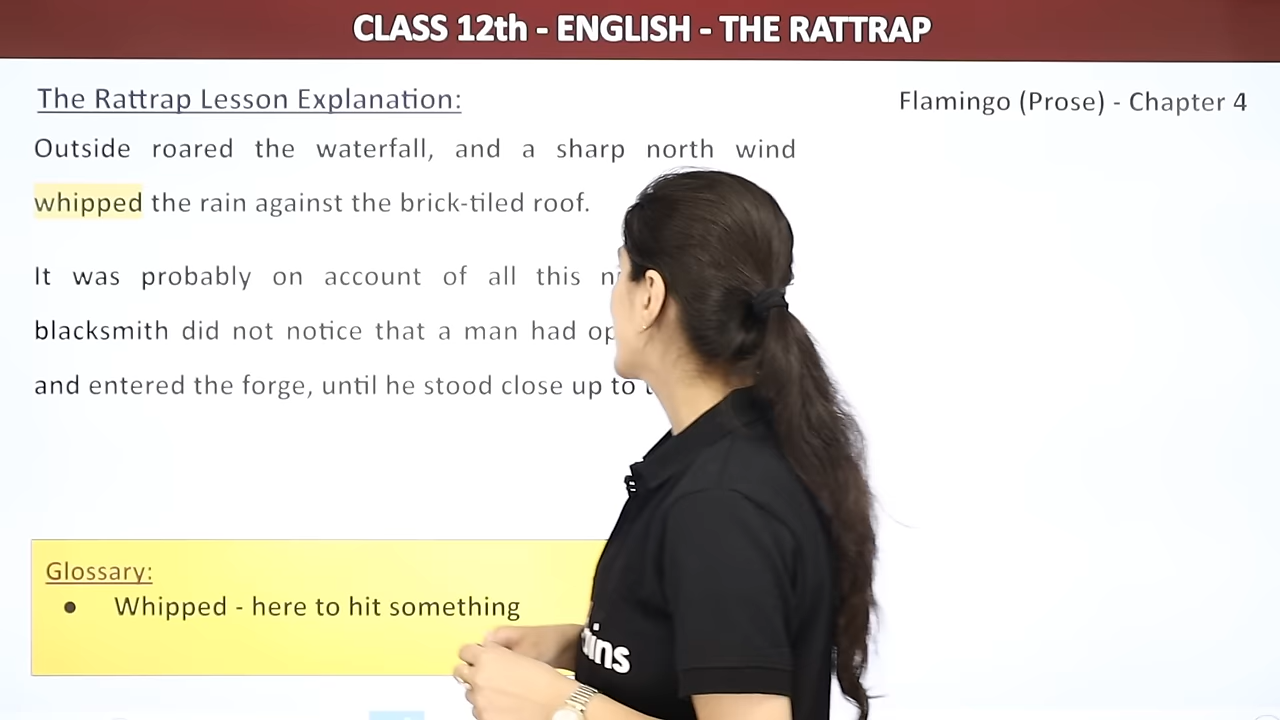 CLASS 12th - ENGLISH - THE RATTRAP
The Rattrap Lesson Explanation:
Flamingo (Prose) - Chapter 4
Outside roared the waterfall, and a sharp north wind
whipped the rain against the brick-tiled roof.
It was probably on account of all this
blacksmith did not notice that a man had
and entered the forge, until he stood close up to
Glossary:
● Whipped - here to hit something